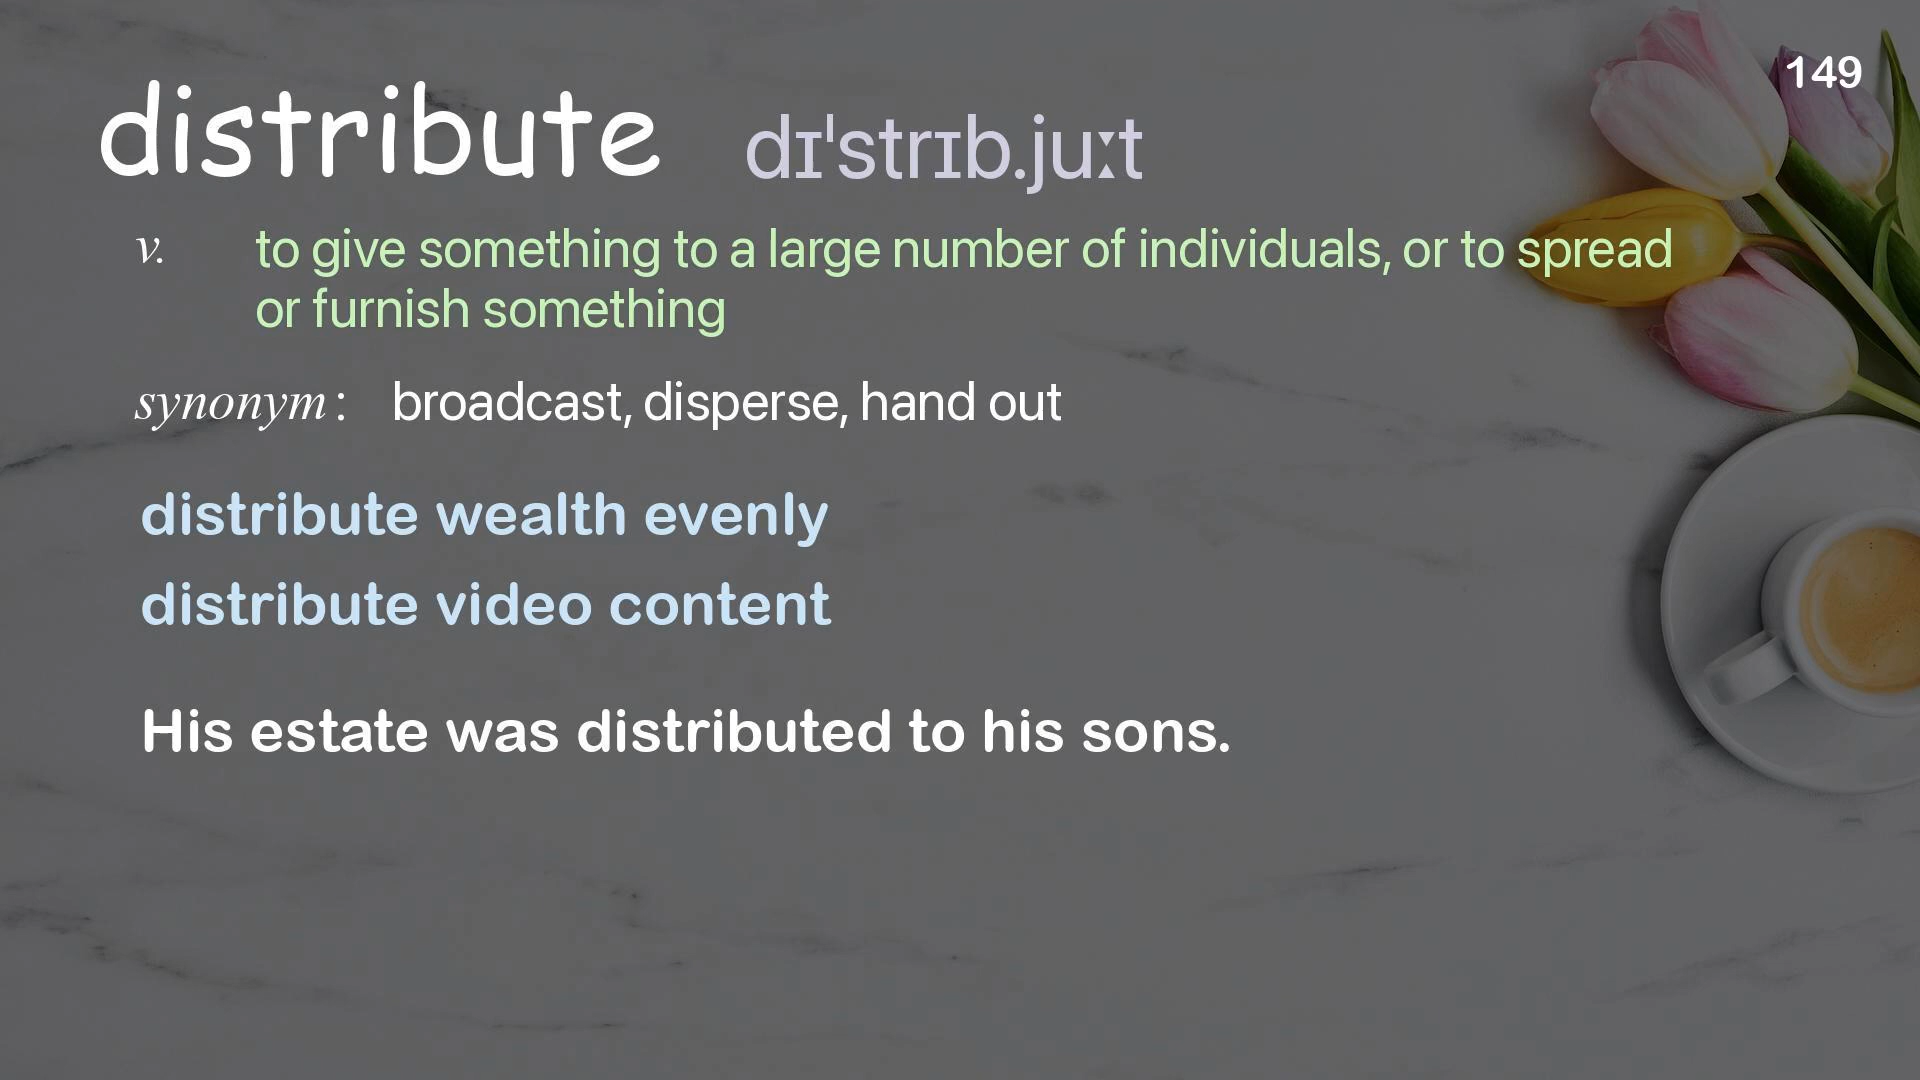 149
distribute dɪˈstrɪb.juːt
v. to give something to a large number of individuals, or to spread
or furnish something
synonym : broadcast, disperse, hand out
distribute wealth evenly
distribute video content
His estate was distributed to his sons.